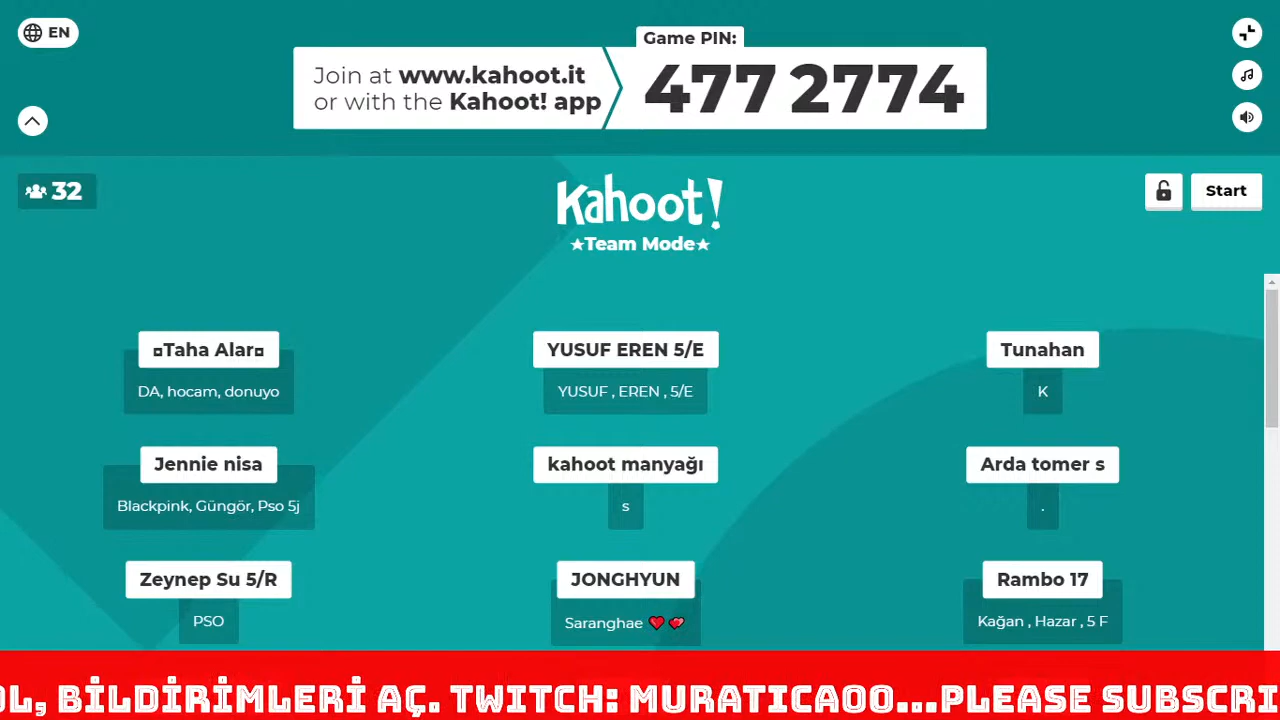 EN
Game PIN:
Join at www.kahoot.it
or with the Kahoot! app
477 2774
32
Kahoot!
★Team Mode★
Start
▫Taha Alar▫
DA, hocam, donuyo
YUSUF EREN 5/E
YUSUF , EREN , 5/E
Tunahan
K
Jennie nisa
Blackpink, Güngör, Pso 5j
kahoot manyağı
s
Arda tomer s
.
Zeynep Su 5/R
PSO
JONGHYUN
Saranghae ❤️ 💕
Rambo 17
Kağan , Hazar , 5 F
OL, BİLDİRİMLERİ AÇ. TWITCH: MURATICA00...PLEASE SUBSCRI